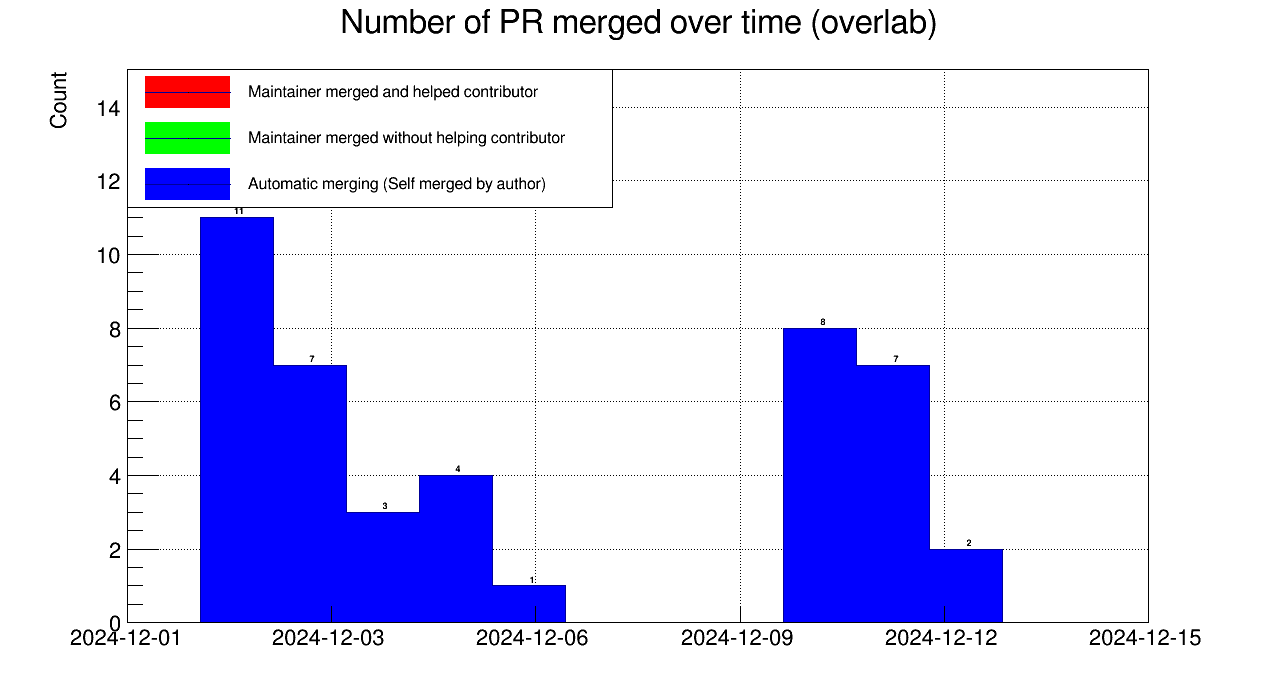 Number of PR merged over time (overlab)
Count
Maintainer merged and helped contributor
Maintainer merged without helping contributor
Automatic merging (Self merged by author)
14
12
10
8
6
4
2
0
11
7
3
4
1
8
7
2
2024-12-01 2024-12-03 2024-12-06 2024-12-09 2024-12-12 2024-12-15